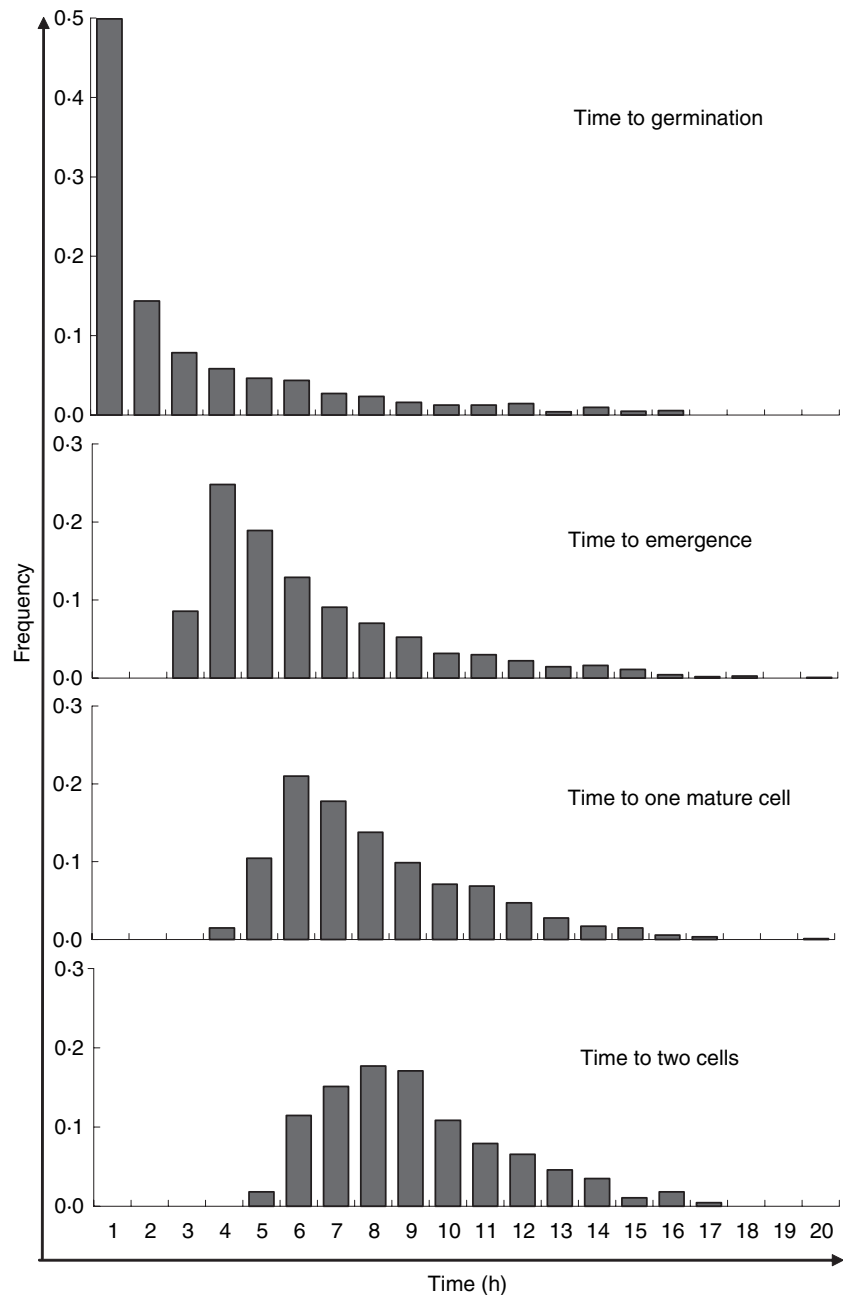 0·5
0·4
0·3
0·2
0·1
0·0
Time to germination
0·3
0·2
0·1
0·0
Time to emergence
Frequency
0·3
0·2
0·1
0·0
Time to one mature cell
0·3
0·2
0·1
0·0
Time to two cells
1 2 3 4 5 6 7 8 9 10 11 12 13 14 15 16 17 18 19 20
Time (h)